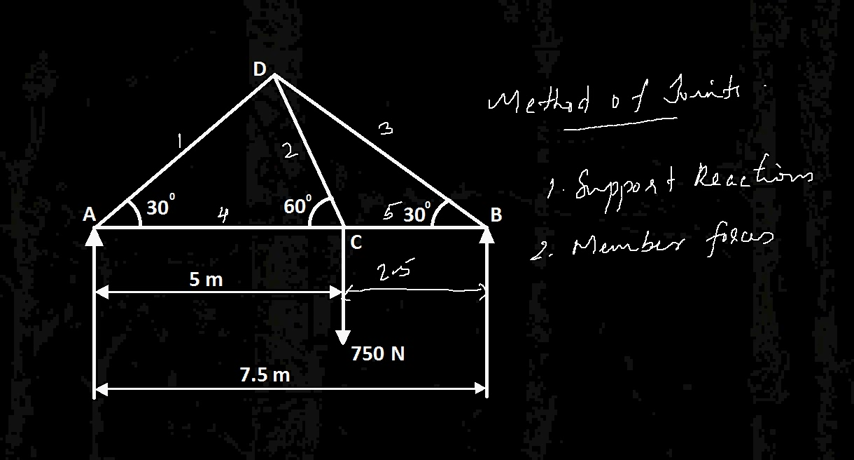 D
Method of Joints.
1
2
3
1. Support Reactions
A
30°
4
60°
5
30°
B
C
2. Member forces
5 m
2.5
750 N
7.5 m